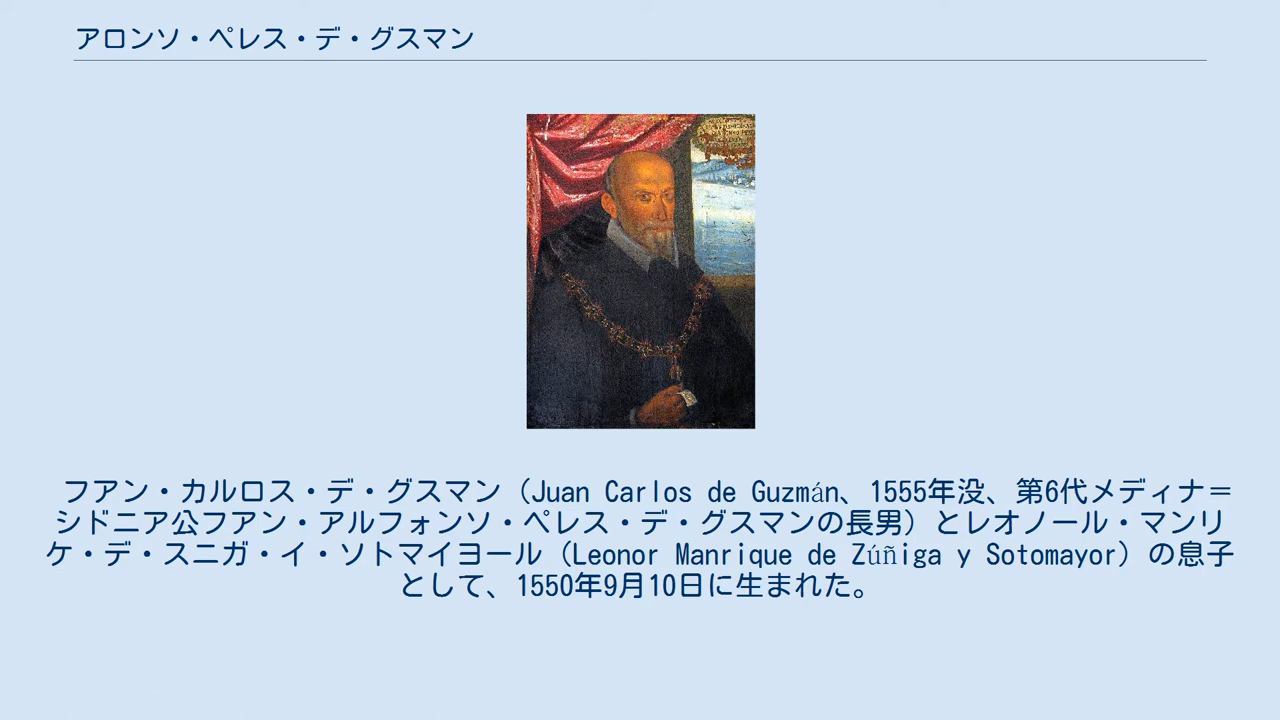 アロンソ・ペレス・デ・グスマン
フアン・カルロス・デ・グスマン（Juan Carlos de Guzmán、1555年没、第6代メディナ＝
シドニア公フアン・アルフォンソ・ペレス・デ・グスマンの長男）とレオノール・マンリ
ケ・デ・スニガ・イ・ソトマイヨール（Leonor Manrique de Zúñiga y Sotomayor）の息子
として、1550年9月10日に生まれた。